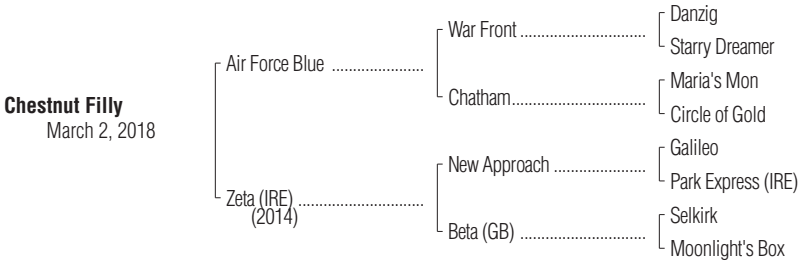 Danzig
War Front ..............................
Starry Dreamer
Air Force Blue ......................
Maria's Mon
Chatham................................
Circle of Gold
Chestnut Filly
March 2, 2018
Galileo
New Approach ......................
Park Express (IRE)
Zeta (IRE) ..............................
(2014)
Selkirk
Beta (GB) ..............................
Moonlight's Box